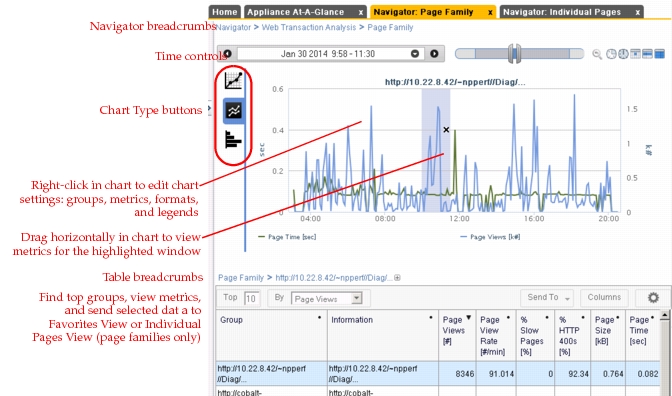 Home
Appliance At-A-Glance x
Navigator: Page Family x
Navigator: Individual Pages x
Navigator breadcrumbs
Navigator > Web Transaction Analysis > Page Family
Time controls
Jan 30 2014 9:58 - 11:30
http://10.22.8.42/~npperf//Diag/...
Chart Type buttons
0.6
0.4
0.2
0
sec
1.5
1
0.5
0
k#
04:00
08:00
12:00
16:00
20:00
Page Time [sec]
Page Views [k#]
Right-click in chart to edit chart
settings: groups, metrics, formats,
and legends
Drag horizontally in chart to view
metrics for the highlighted window
Table breadcumbs
Page Family > http://10.22.8.42/~npperf//Diag/...
Find top groups, view metrics,
and send selected dat a to
Favorites View or Individual
Pages View (page families only)
Top 10 By Page Views
Send To
Columns
Group
Information
Page Views [#]
Page View Rate [#/min]
% Slow Pages [%]
% HTTP 400s [%]
Page Size [kB]
Page Time [sec]
http://10.22.8.42/~npperf //Diag/...
http://10.22.8.42/~npperf //Diag/...
8346
91.014
0
92.34
0.764
0.082
http://cobalt-
http://cobalt-